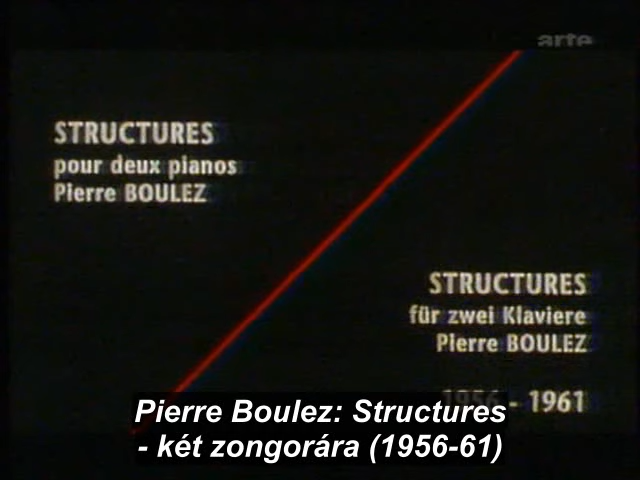 arte
STRUCTURES
pour deux pianos
Pierre BOULEZ
STRUCTURES
für zwei Klaviere
Pierre BOULEZ
1956 - 1961
Pierre Boulez: Structures
- két zongorára (1956-61)